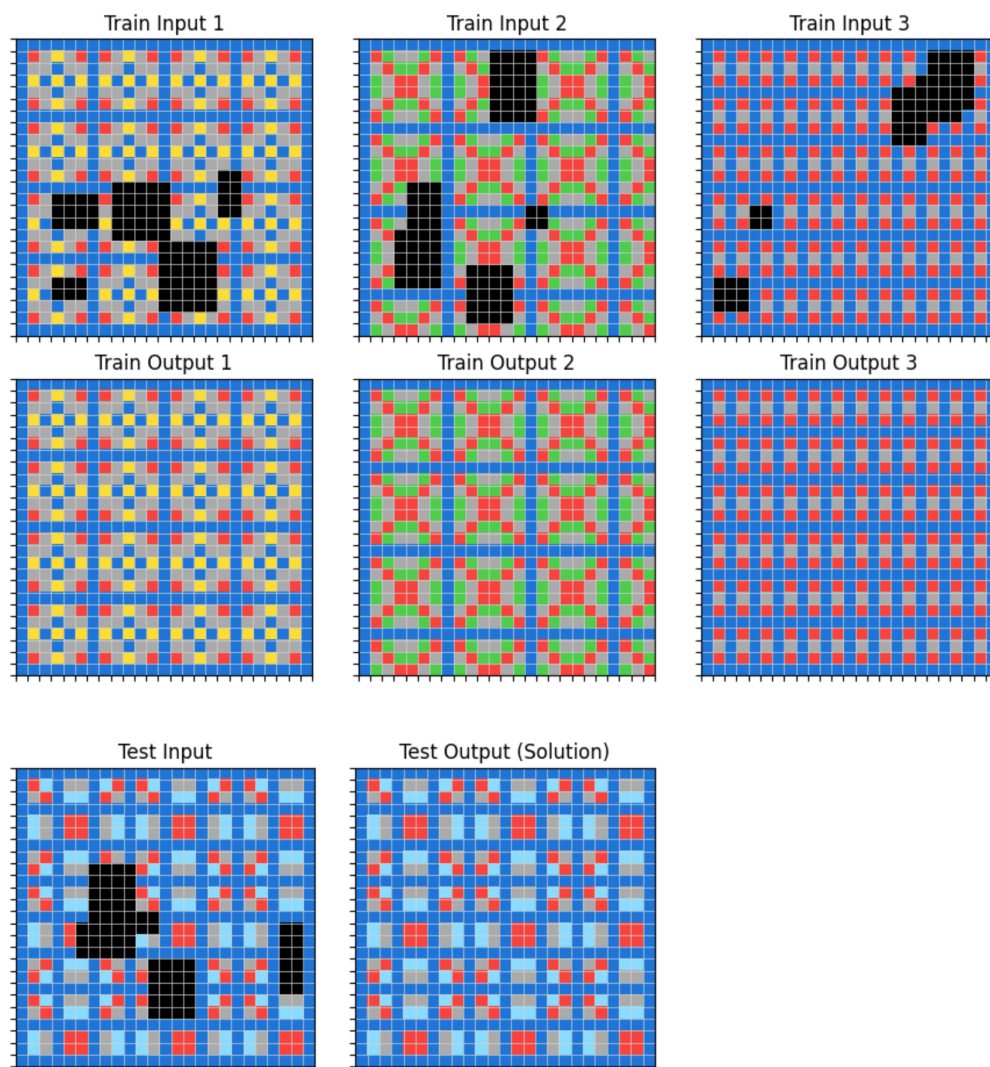 Train Input 1
Train Input 2
Train Input 3
Train Output 1
Train Output 2
Train Output 3
Test Input
Test Output (Solution)